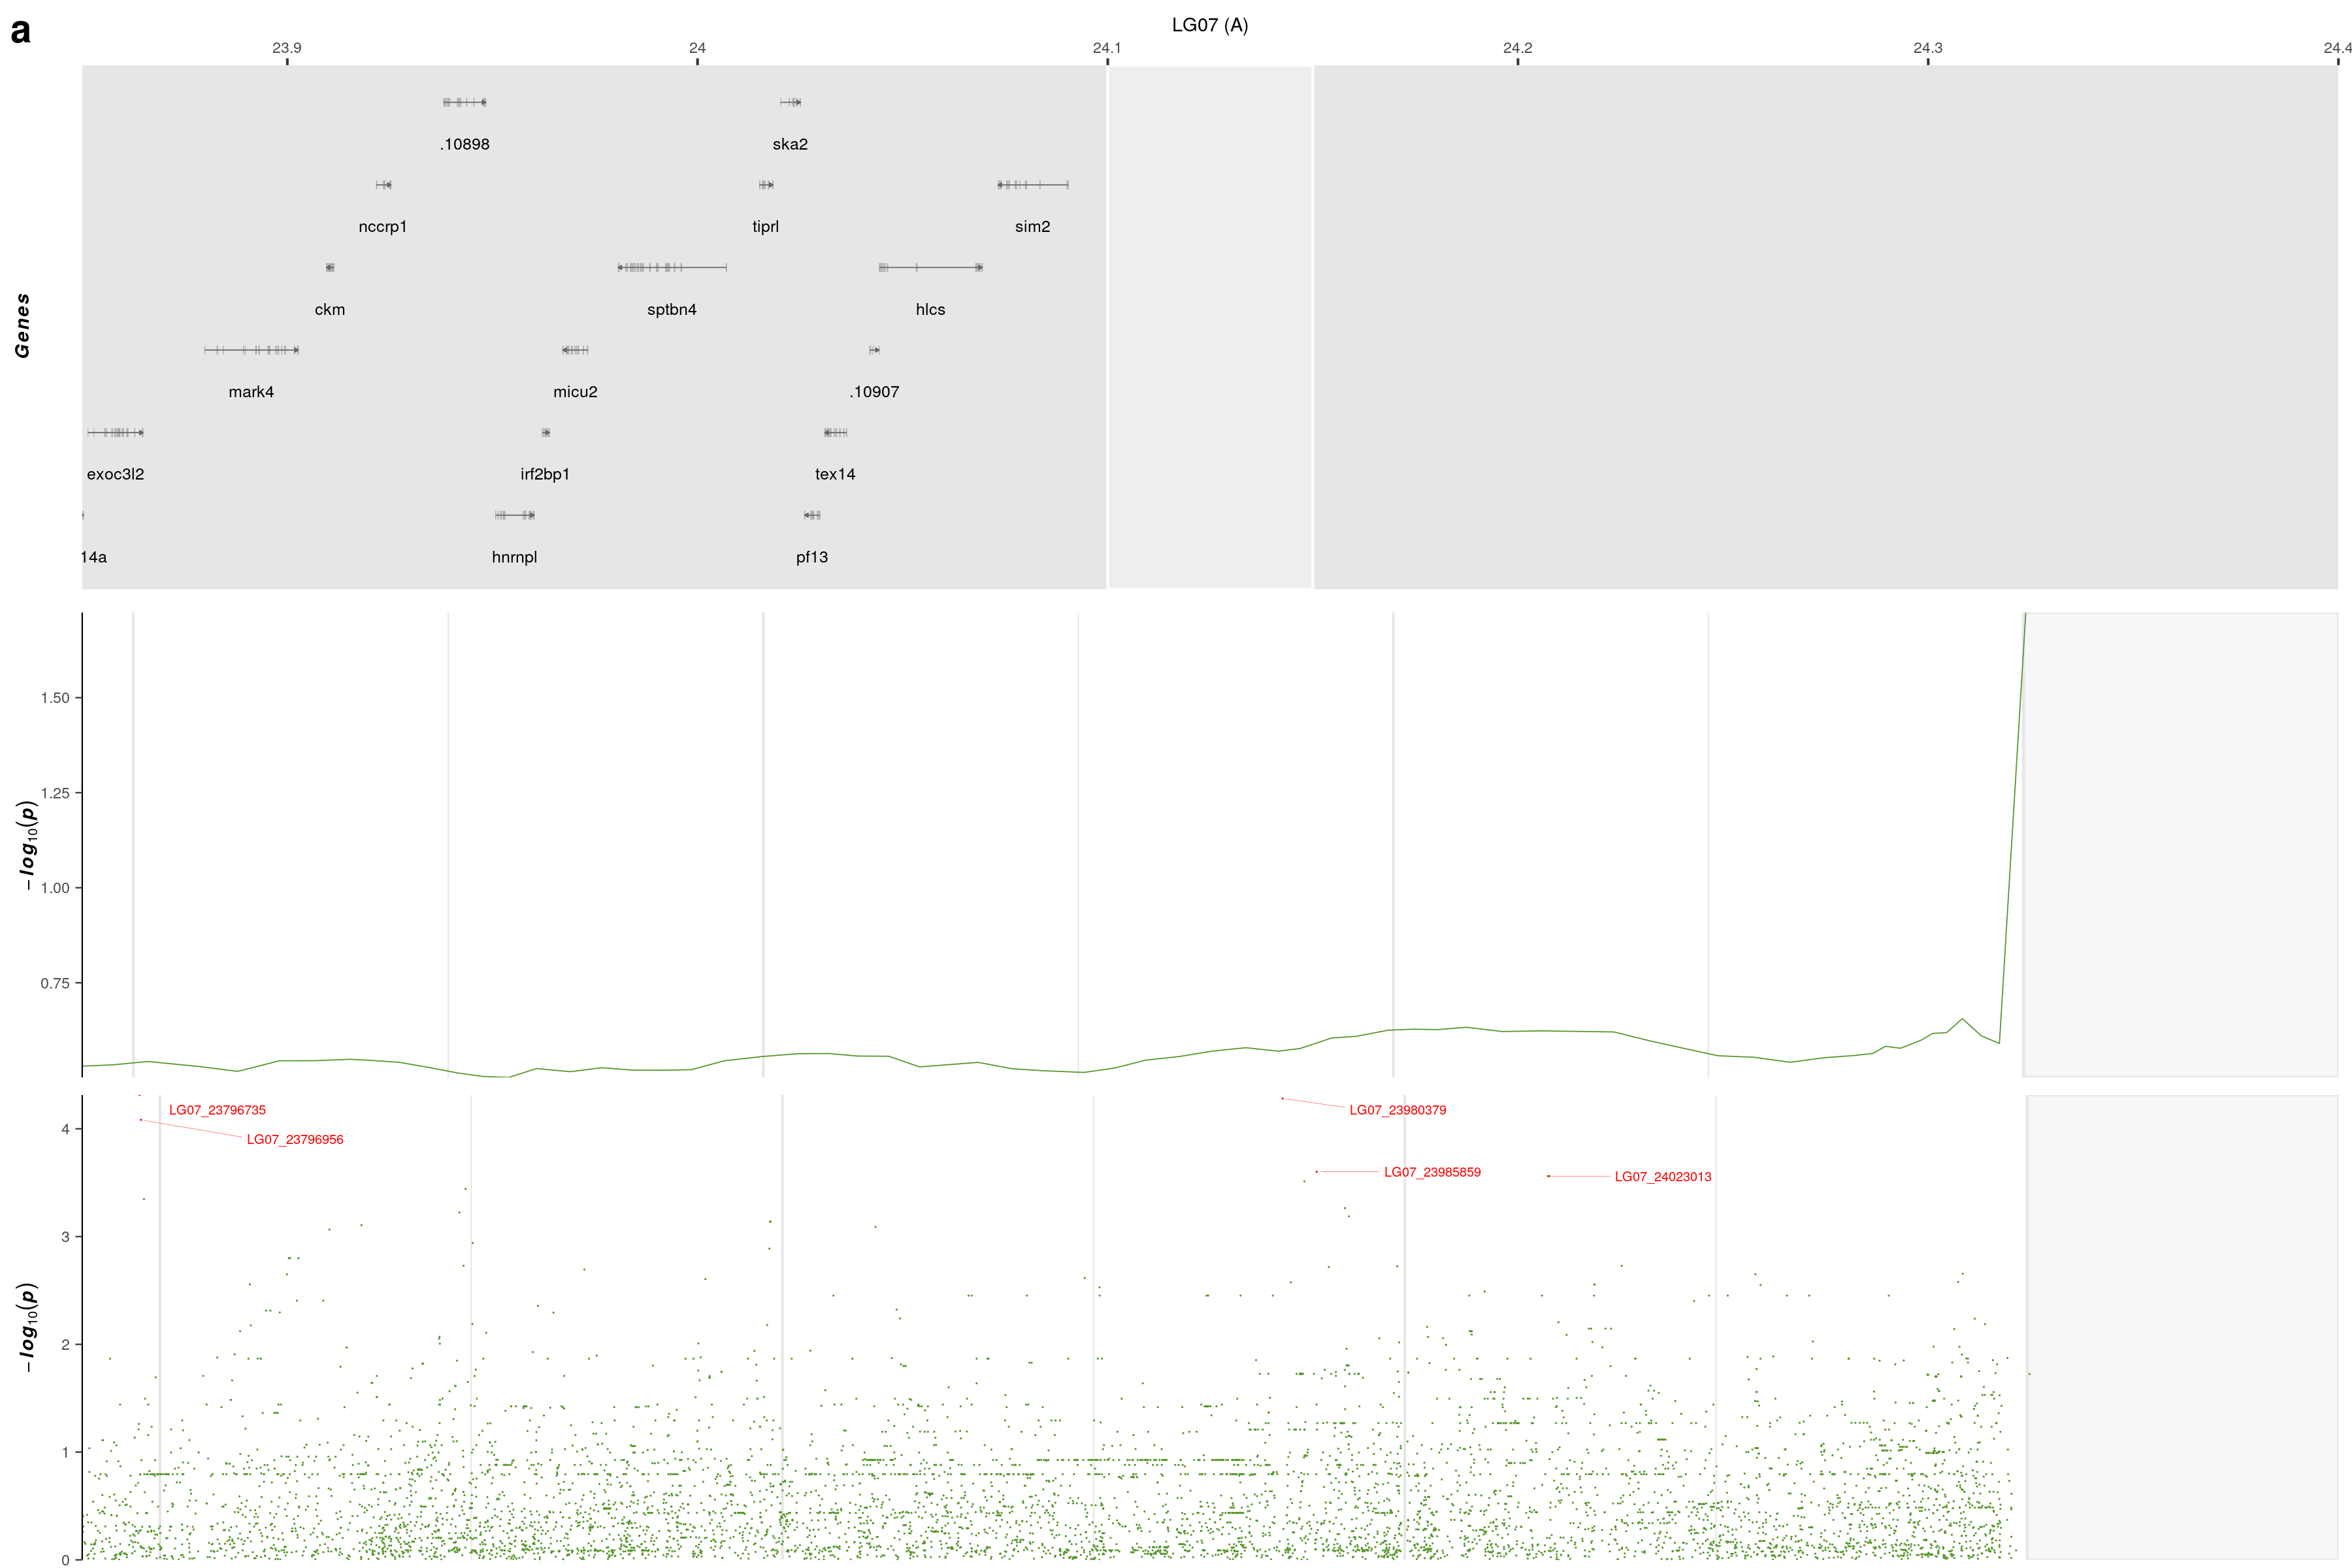 a
LG07 (A)
23.9 24 24.1 24.2 24.3 24.4
Genes
.10898 ska2
nccrp1 tiprl sim2
ckm sptbn4 hlcs
mark4 micu2 .10907
exoc3l2 irf2bp1 tex14
14a hnrnpl pf13
−log10(p)
1.50
1.25
1.00
0.75
−log10(p)
4
3
2
1
0
LG07_23796735 LG07_23980379
LG07_23796956
LG07_23985859 LG07_24023013